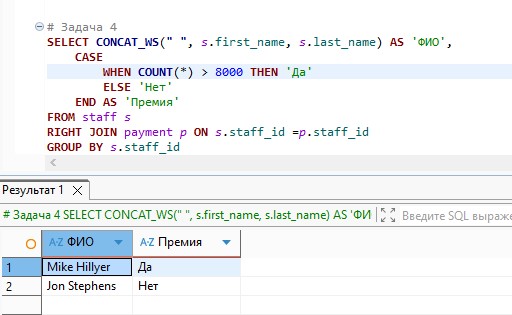 # Задача 4
SELECT CONCAT_WS(" ", s.first_name, s.last_name) AS 'ФИО',
CASE
WHEN COUNT(*) > 8000 THEN 'Да'
ELSE 'Нет'
END AS 'Премия'
FROM staff s
RIGHT JOIN payment p ON s.staff_id =p.staff_id
GROUP BY s.staff_id
Результат 1
# Задача 4 SELECT CONCAT_WS(" ", s.first_name, s.last_name) AS 'ФИ
Введите SQL выраже
A-Z ФИО A-Z Премия
1 Mike Hillyer Да
2 Jon Stephens Нет